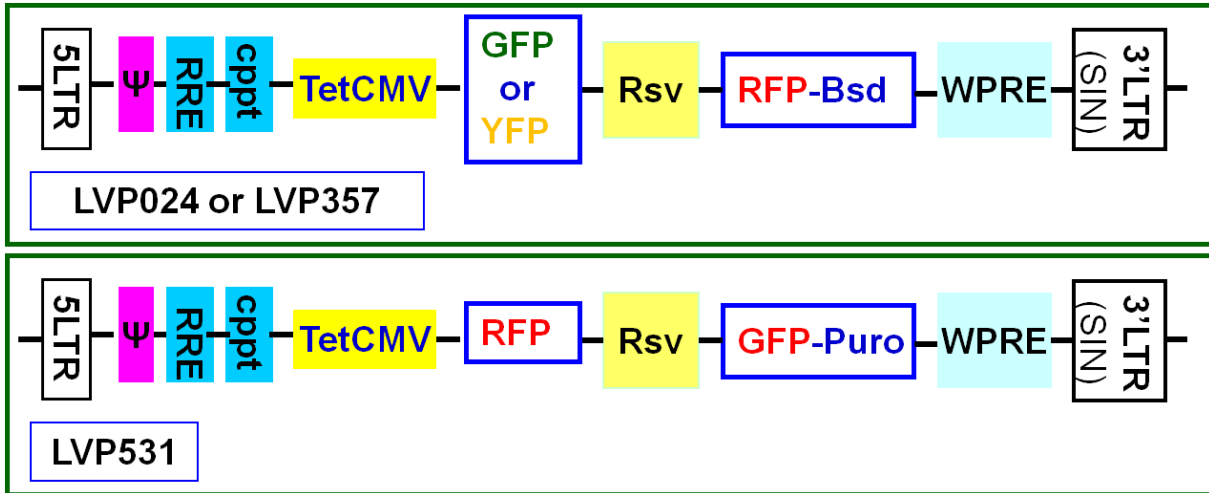 5LTR
Ψ
RRE
cppt
TetCMV
GFP
or
YFP
Rsv
RFP-Bsd
WPRE
3'LTR
(SIN)
LVP024 or LVP357
5LTR
Ψ
RRE
cppt
TetCMV
RFP
Rsv
GFP-Puro
WPRE
3'LTR
(SIN)
LVP531